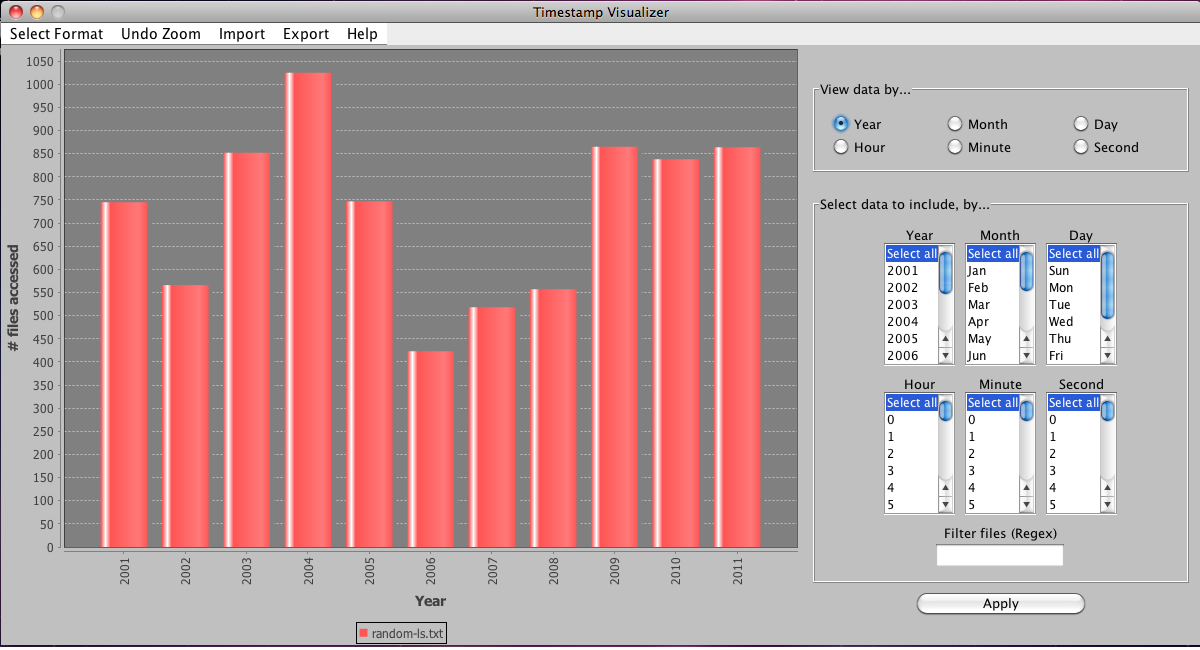 Timestamp Visualizer
Select Format Undo Zoom Import Export Help
1050
1000
950
900
850
800
750
700
650
600
550
500
450
400
350
300
250
200
150
100
50
0
# files accessed
2001 2002 2003 2004 2005 2006 2007 2008 2009 2010 2011
Year
random-ls.txt
View data by...
Year Month Day
Hour Minute Second
Select data to include, by...
Year Month Day
Select all Select all Select all
2001 Jan Sun
2002 Feb Mon
2003 Mar Tue
2004 Apr Wed
2005 May Thu
2006 Jun Fri
Hour Minute Second
Select all Select all Select all
0 0 0
1 1 1
2 2 2
3 3 3
4 4 4
5 5 5
Filter files (Regex)
Apply